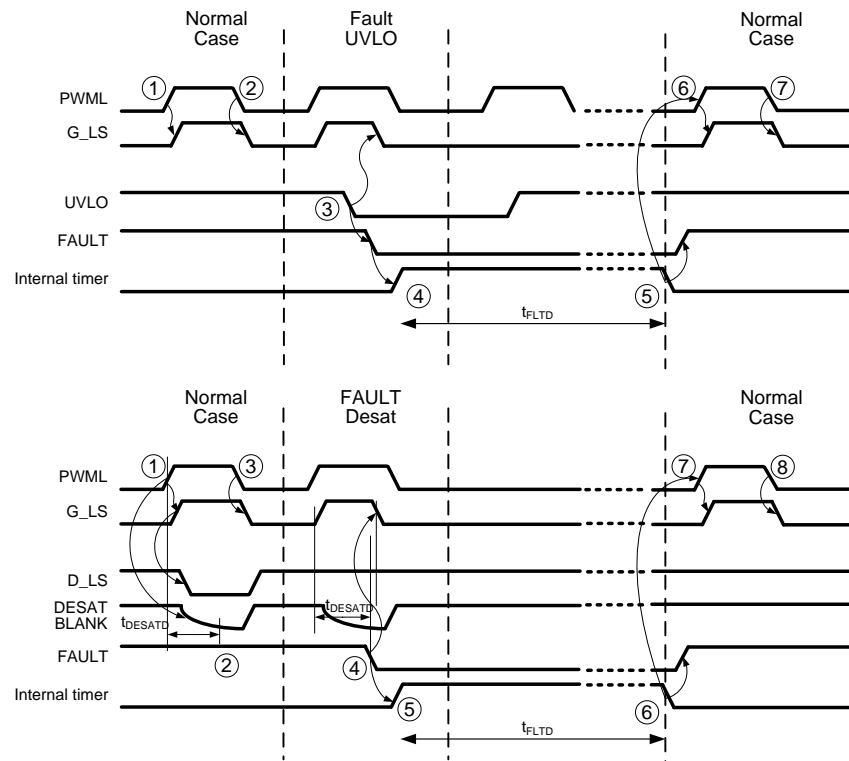 Normal
Case
Fault
UVLO
Normal
Case
PWML
1
2
6
7
G_LS
UVLO
3
FAULT
Internal timer
4
5
tFLTD
Normal
Case
FAULT
Desat
Normal
Case
PWML
1
3
7
8
G_LS
D_LS
DESAT
BLANK
tDESATD
tDESATD
FAULT
2
4
Internal timer
5
6
tFLTD